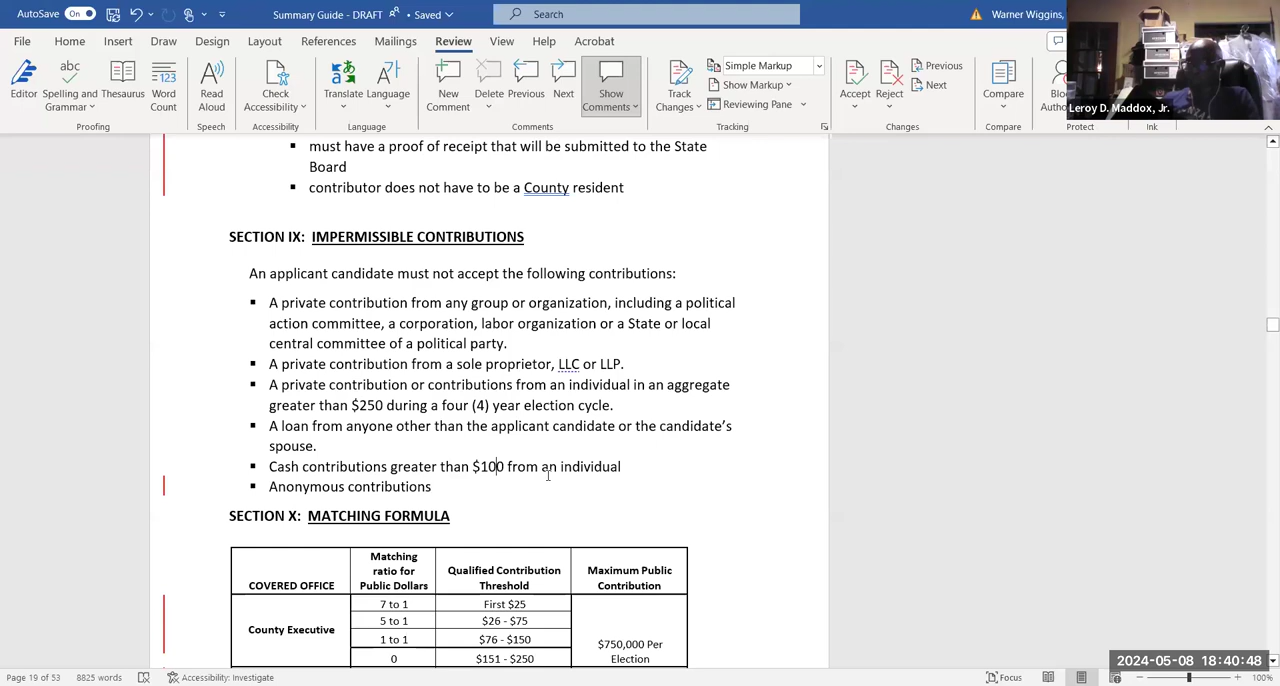 AutoSave On Summary Guide - DRAFT • Saved Search Warner Wiggins,
File Home Insert Draw Design Layout References Mailings Review View Help Acrobat
Editor Spelling and Grammar Thesaurus Word Count Read Aloud Check Accessibility Translate Language New Comment Delete Previous Next Show Comments Track Changes Simple Markup Show Markup Reviewing Pane Accept Reject Previous Next Compare
Proofing Speech Accessibility Language Comments Tracking Changes Compare Protect Ink
Leroy D. Maddox, Jr.
▪ must have a proof of receipt that will be submitted to the State
Board
▪ contributor does not have to be a County resident
SECTION IX: IMPERMISSIBLE CONTRIBUTIONS
An applicant candidate must not accept the following contributions:
▪ A private contribution from any group or organization, including a political
action committee, a corporation, labor organization or a State or local
central committee of a political party.
▪ A private contribution from a sole proprietor, LLC or LLP.
▪ A private contribution or contributions from an individual in an aggregate
greater than $250 during a four (4) year election cycle.
▪ A loan from anyone other than the applicant candidate or the candidate’s
spouse.
▪ Cash contributions greater than $100 from an individual
▪ Anonymous contributions
SECTION X: MATCHING FORMULA
COVERED OFFICE Matching ratio for Public Dollars Qualified Contribution Threshold Maximum Public Contribution
County Executive
7 to 1 First $25
5 to 1 $26 - $75
1 to 1 $76 - $150
0 $151 - $250
$750,000 Per
Election
2024-05-08 18:40:48
Page 19 of 53 8825 words Accessibility: Investigate Focus 100%